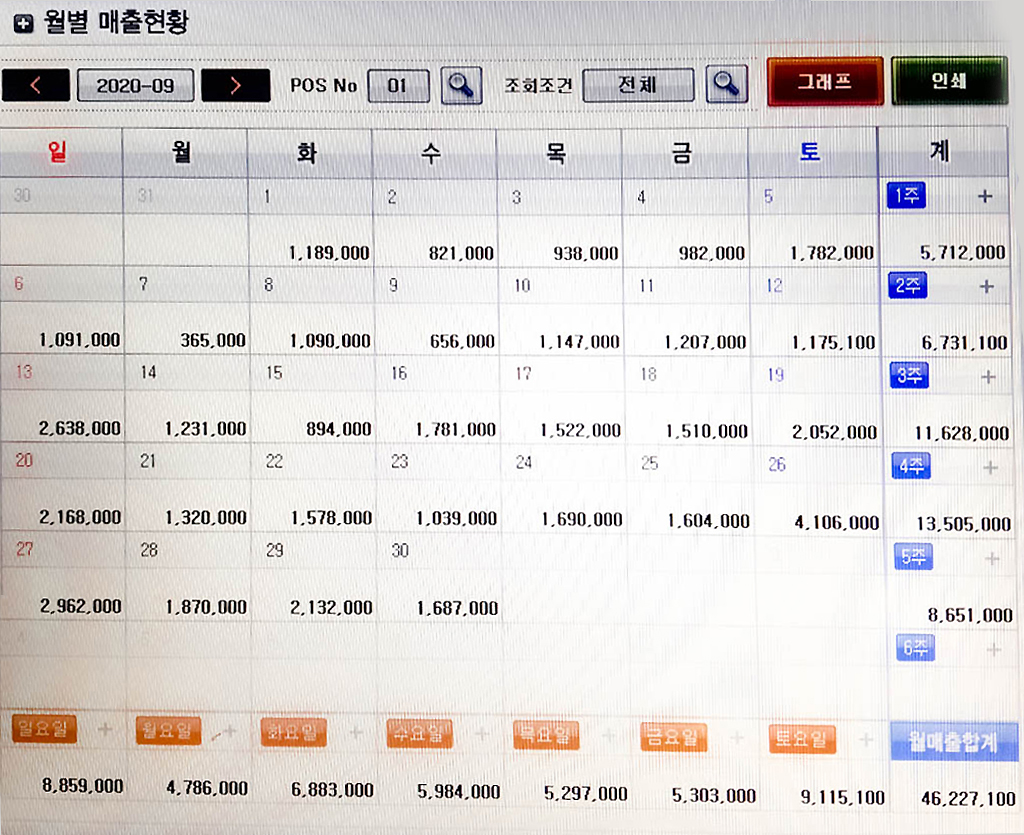 월별 매출현황
< 2020-09 > POS No 01 조회조건 전체 그래프 인쇄
일 월 화 수 목 금 토 계
30 31 1 2 3 4 5 1주 +
1,189,000 821,000 938,000 982,000 1,782,000 5,712,000
6 7 8 9 10 11 12 2주 +
1,091,000 365,000 1,090,000 656,000 1,147,000 1,207,000 1,175,100 6,731,100
13 14 15 16 17 18 19 3주 +
2,638,000 1,231,000 894,000 1,781,000 1,522,000 1,510,000 2,052,000 11,628,000
20 21 22 23 24 25 26 4주 +
2,168,000 1,320,000 1,578,000 1,039,000 1,690,000 1,604,000 4,106,000 13,505,000
27 28 29 30 5주 +
2,962,000 1,870,000 2,132,000 1,687,000 8,651,000
4 6주 +
일요일 + 월요일 + 화요일 + 수요일 + 목요일 + 금요일 + 토요일 + 월매출합계
8,859,000 4,786,000 6,883,000 5,984,000 5,297,000 5,303,000 9,115,100 46,227,100